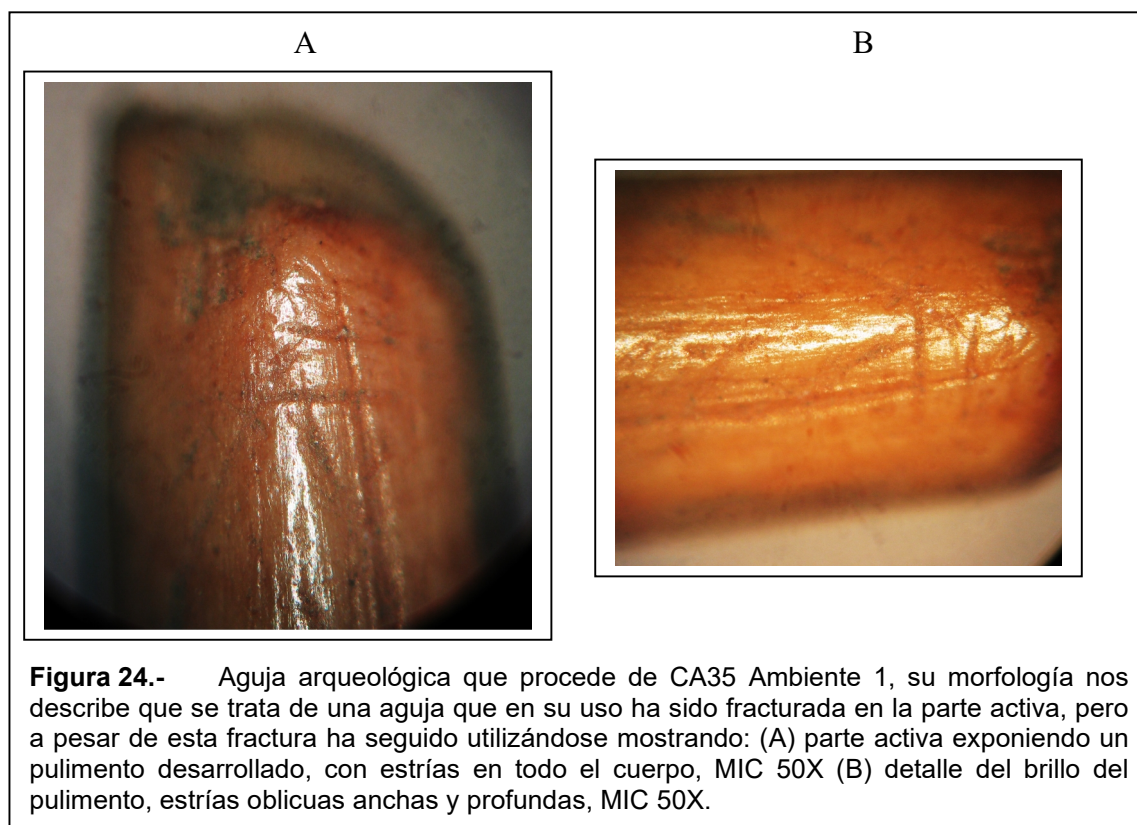 A
B
Figura 24.- Aguja arqueológica que procede de CA35 Ambiente 1, su morfología nos
describe que se trata de una aguja que en su uso ha sido fracturada en la parte activa, pero
a pesar de esta fractura ha seguido utilizándose mostrando: (A) parte activa exponiendo un
pulimento desarrollado, con estrías en todo el cuerpo, MIC 50X (B) detalle del brillo del
pulimento, estrías oblicuas anchas y profundas, MIC 50X.